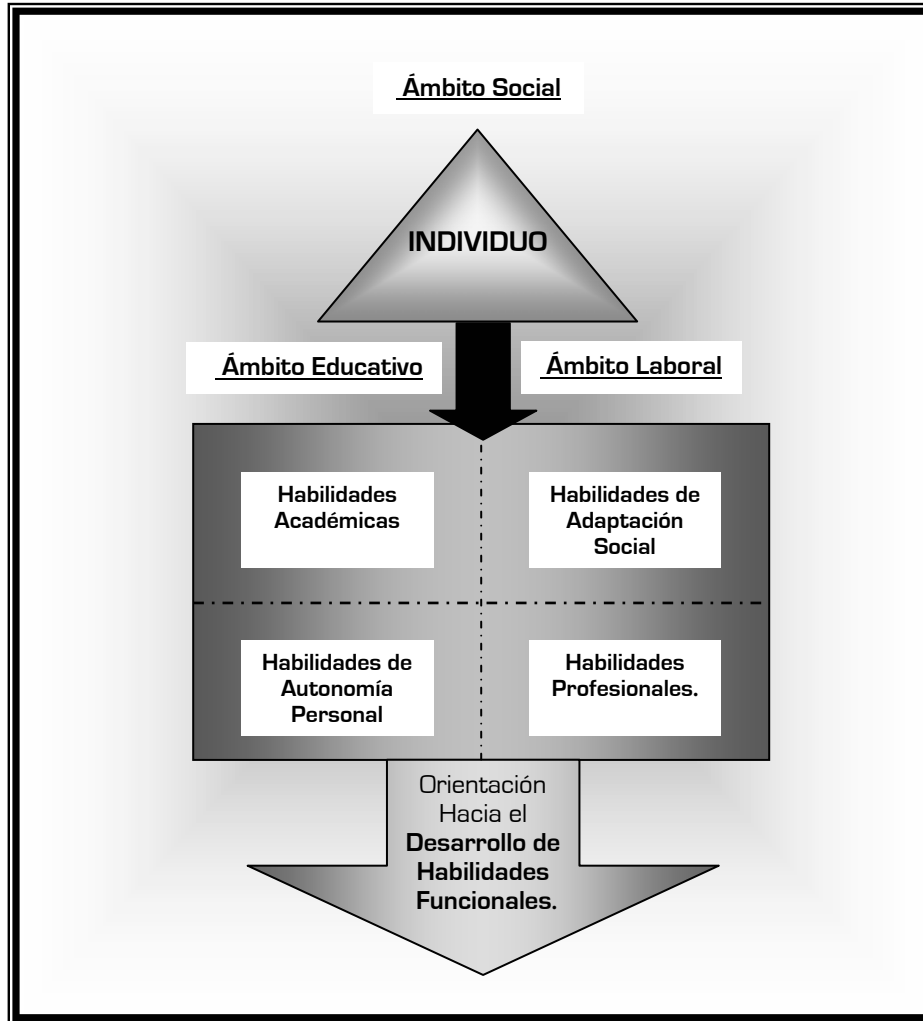 Ámbito Social
INDIVIDUO
Ámbito Educativo
Ámbito Laboral
Habilidades
Académicas
Habilidades de
Adaptación
Social
Habilidades de
Autonomía
Personal
Habilidades
Profesionales.
Orientación
Hacia el
Desarrollo de
Habilidades
Funcionales.